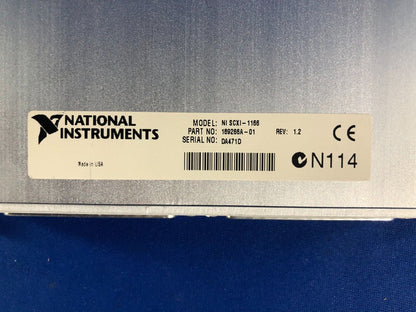 NATIONAL
INSTRUMENTS
MODEL: NI SCXI-1166
PART NO: 189266A-01 REV: 1.2
SERIAL NO: DA471D
CE
N114
Made in USA